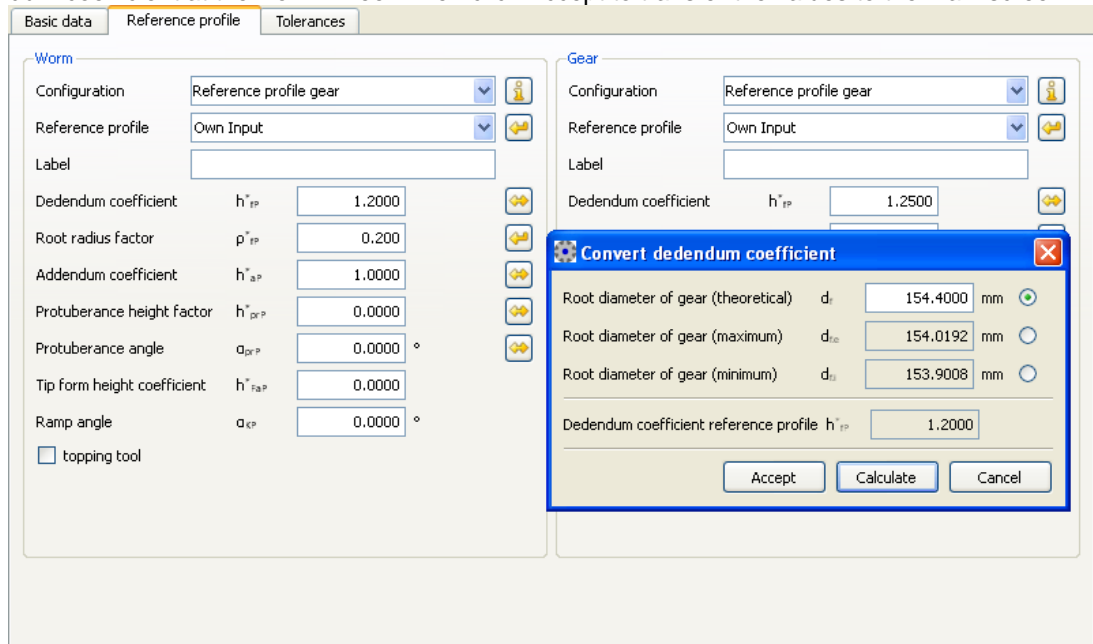 Basic data Reference profile Tolerances
Worm
Configuration Reference profile gear
Reference profile Own Input
Label
Dedendum coefficient h*fP 1.2000
Root radius factor ρ*fP 0.200
Addendum coefficient h*aP 1.0000
Protuberance height factor h*prP 0.0000
Protuberance angle αprP 0.0000 °
Tip form height coefficient h*FaP 0.0000
Ramp angle αKP 0.0000 °
topping tool
Gear
Configuration Reference profile gear
Reference profile Own Input
Label
Dedendum coefficient h*fP 1.2500
Convert dedendum coefficient
Root diameter of gear (theoretical) df 154.4000 mm
Root diameter of gear (maximum) df.e 154.0192 mm
Root diameter of gear (minimum) df.i 153.9008 mm
Dedendum coefficient reference profile h*fP 1.2000
Accept Calculate Cancel